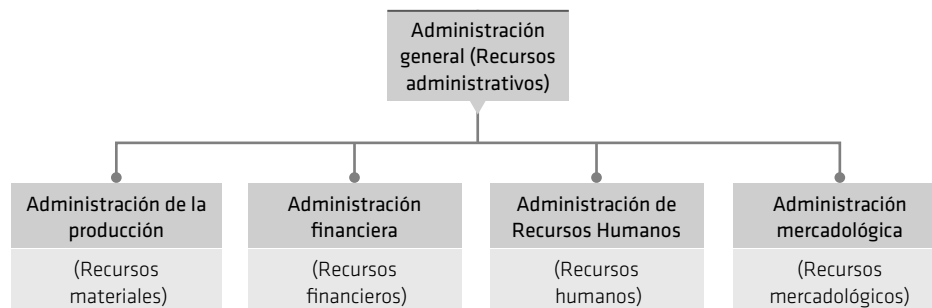 Administración
general (Recursos
administrativos)
Administración de la
producción
(Recursos
materiales)
Administración
financiera
(Recursos
financieros)
Administración de
Recursos Humanos
(Recursos
humanos)
Administración
mercadológica
(Recursos
mercadológicos)